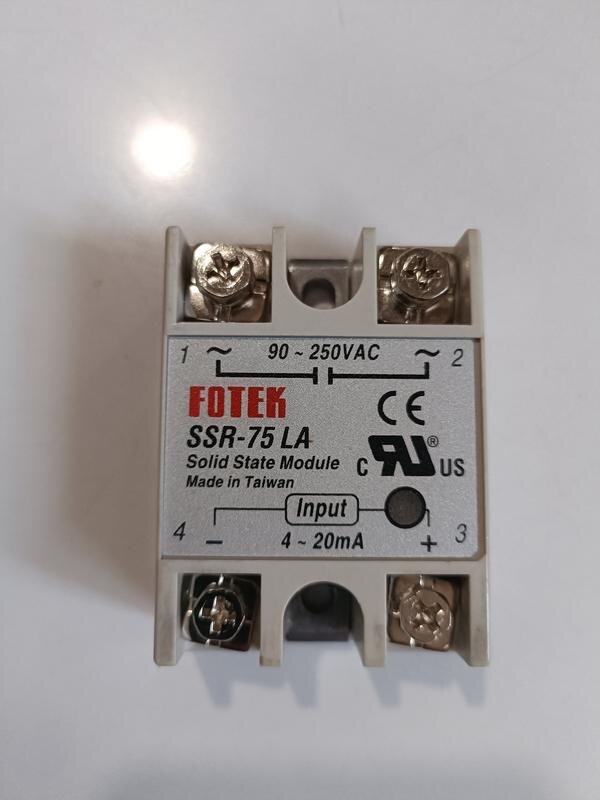 1 ~ 90 ~ 250VAC ~ 2
FOTEK
CE
SSR-75 LA
Solid State Module
Made in Taiwan
C RU® US
Input
4 − 4 ~ 20mA + 3